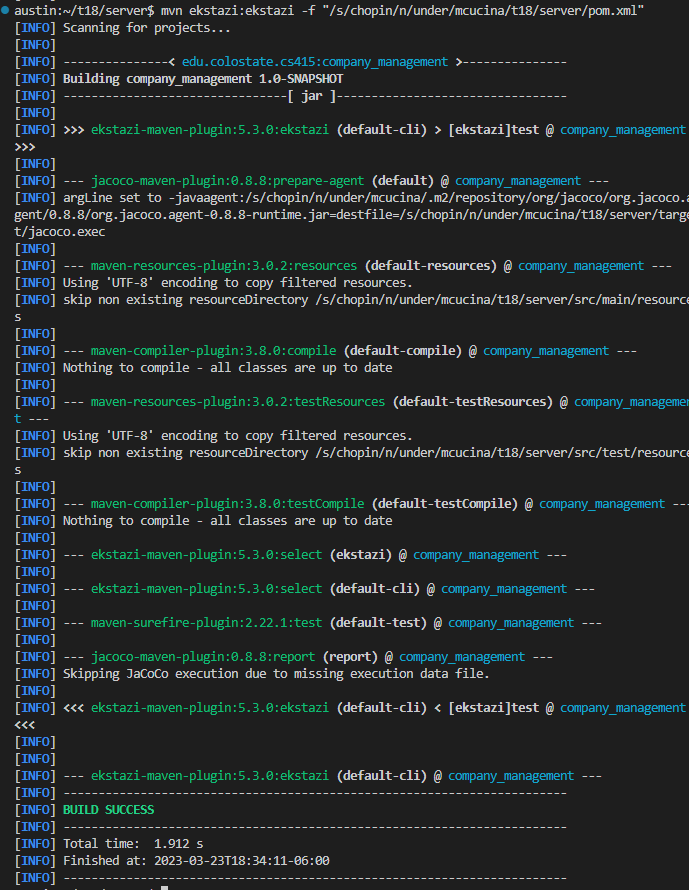 austin:~/t18/server$ mvn ekstazi:ekstazi -f "/s/chopin/n/under/mcucina/t18/server/pom.xml"
[INFO] Scanning for projects...
[INFO]
[INFO] ---------------< edu.colostate.cs415:company_management >---------------
[INFO] Building company_management 1.0-SNAPSHOT
[INFO] --------------------------------[ jar ]---------------------------------
[INFO]
[INFO] >>> ekstazi-maven-plugin:5.3.0:ekstazi (default-cli) > [ekstazi]test @ company_management
>>>
[INFO]
[INFO] --- jacoco-maven-plugin:0.8.8:prepare-agent (default) @ company_management ---
[INFO] argLine set to -javaagent:/s/chopin/n/under/mcucina/.m2/repository/org/jacoco/org.jacoco.a
gent/0.8.8/org.jacoco.agent-0.8.8-runtime.jar=destfile=/s/chopin/n/under/mcucina/t18/server/targe
t/jacoco.exec
[INFO]
[INFO] --- maven-resources-plugin:3.0.2:resources (default-resources) @ company_management ---
[INFO] Using 'UTF-8' encoding to copy filtered resources.
[INFO] skip non existing resourceDirectory /s/chopin/n/under/mcucina/t18/server/src/main/resource
s
[INFO]
[INFO] --- maven-compiler-plugin:3.8.0:compile (default-compile) @ company_management ---
[INFO] Nothing to compile - all classes are up to date
[INFO]
[INFO] --- maven-resources-plugin:3.0.2:testResources (default-testResources) @ company_managemen
t ---
[INFO] Using 'UTF-8' encoding to copy filtered resources.
[INFO] skip non existing resourceDirectory /s/chopin/n/under/mcucina/t18/server/src/test/resource
s
[INFO]
[INFO] --- maven-compiler-plugin:3.8.0:testCompile (default-testCompile) @ company_management ---
[INFO] Nothing to compile - all classes are up to date
[INFO]
[INFO] --- ekstazi-maven-plugin:5.3.0:select (ekstazi) @ company_management ---
[INFO]
[INFO] --- ekstazi-maven-plugin:5.3.0:select (default-cli) @ company_management ---
[INFO]
[INFO] --- maven-surefire-plugin:2.22.1:test (default-test) @ company_management ---
[INFO]
[INFO] --- jacoco-maven-plugin:0.8.8:report (report) @ company_management ---
[INFO] Skipping JaCoCo execution due to missing execution data file.
[INFO]
[INFO] <<< ekstazi-maven-plugin:5.3.0:ekstazi (default-cli) < [ekstazi]test @ company_management
<<<
[INFO]
[INFO]
[INFO] --- ekstazi-maven-plugin:5.3.0:ekstazi (default-cli) @ company_management ---
[INFO] ------------------------------------------------------------------------
[INFO] BUILD SUCCESS
[INFO] ------------------------------------------------------------------------
[INFO] Total time:  1.912 s
[INFO] Finished at: 2023-03-23T18:34:11-06:00
[INFO] ------------------------------------------------------------------------